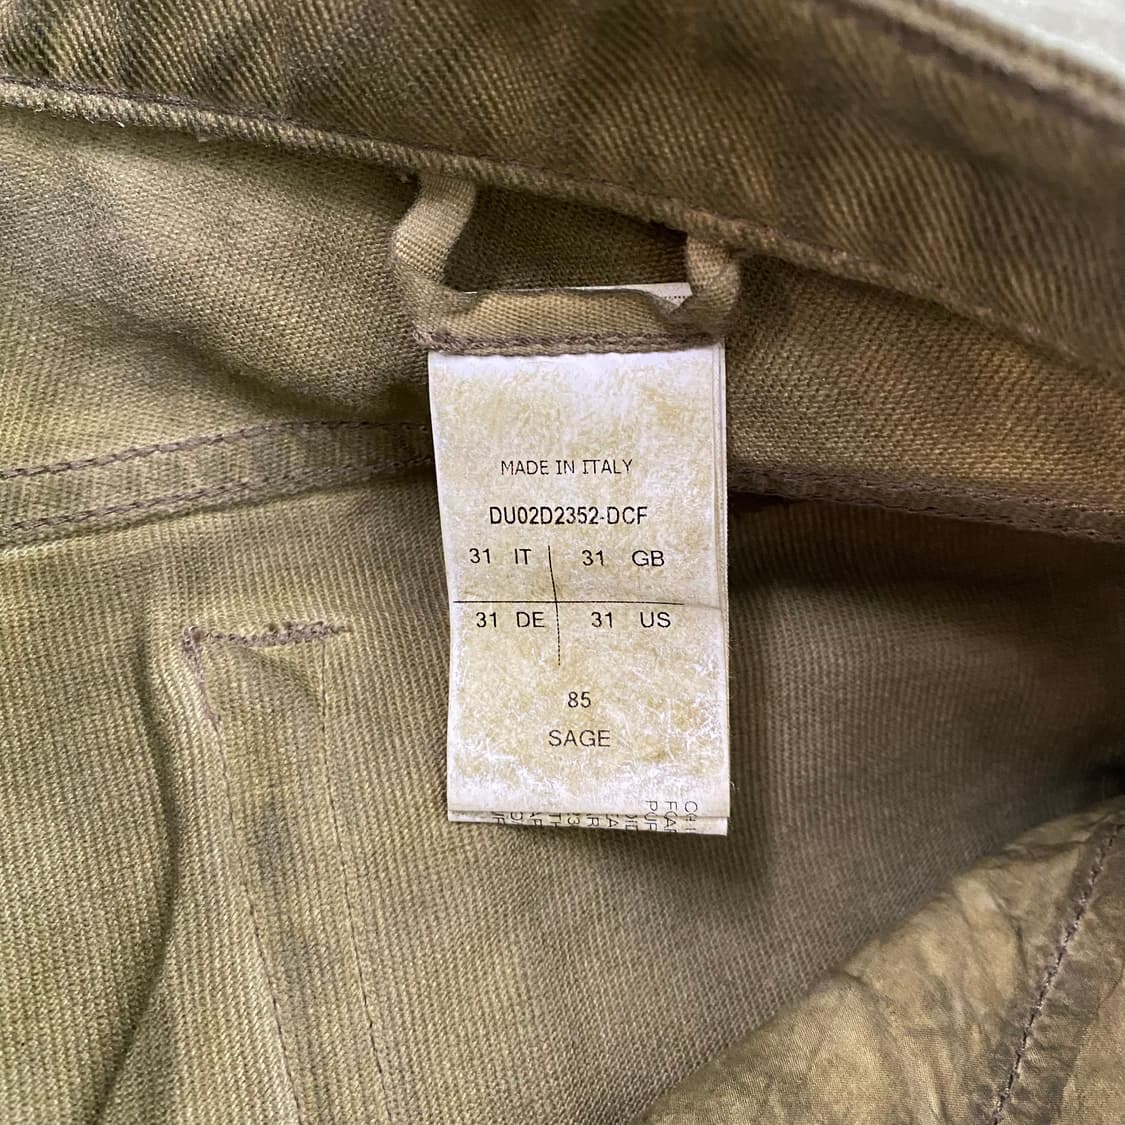 MADE IN ITALY
DU02D2352-DCF
31 IT 31 GB
31 DE 31 US
85
SAGE